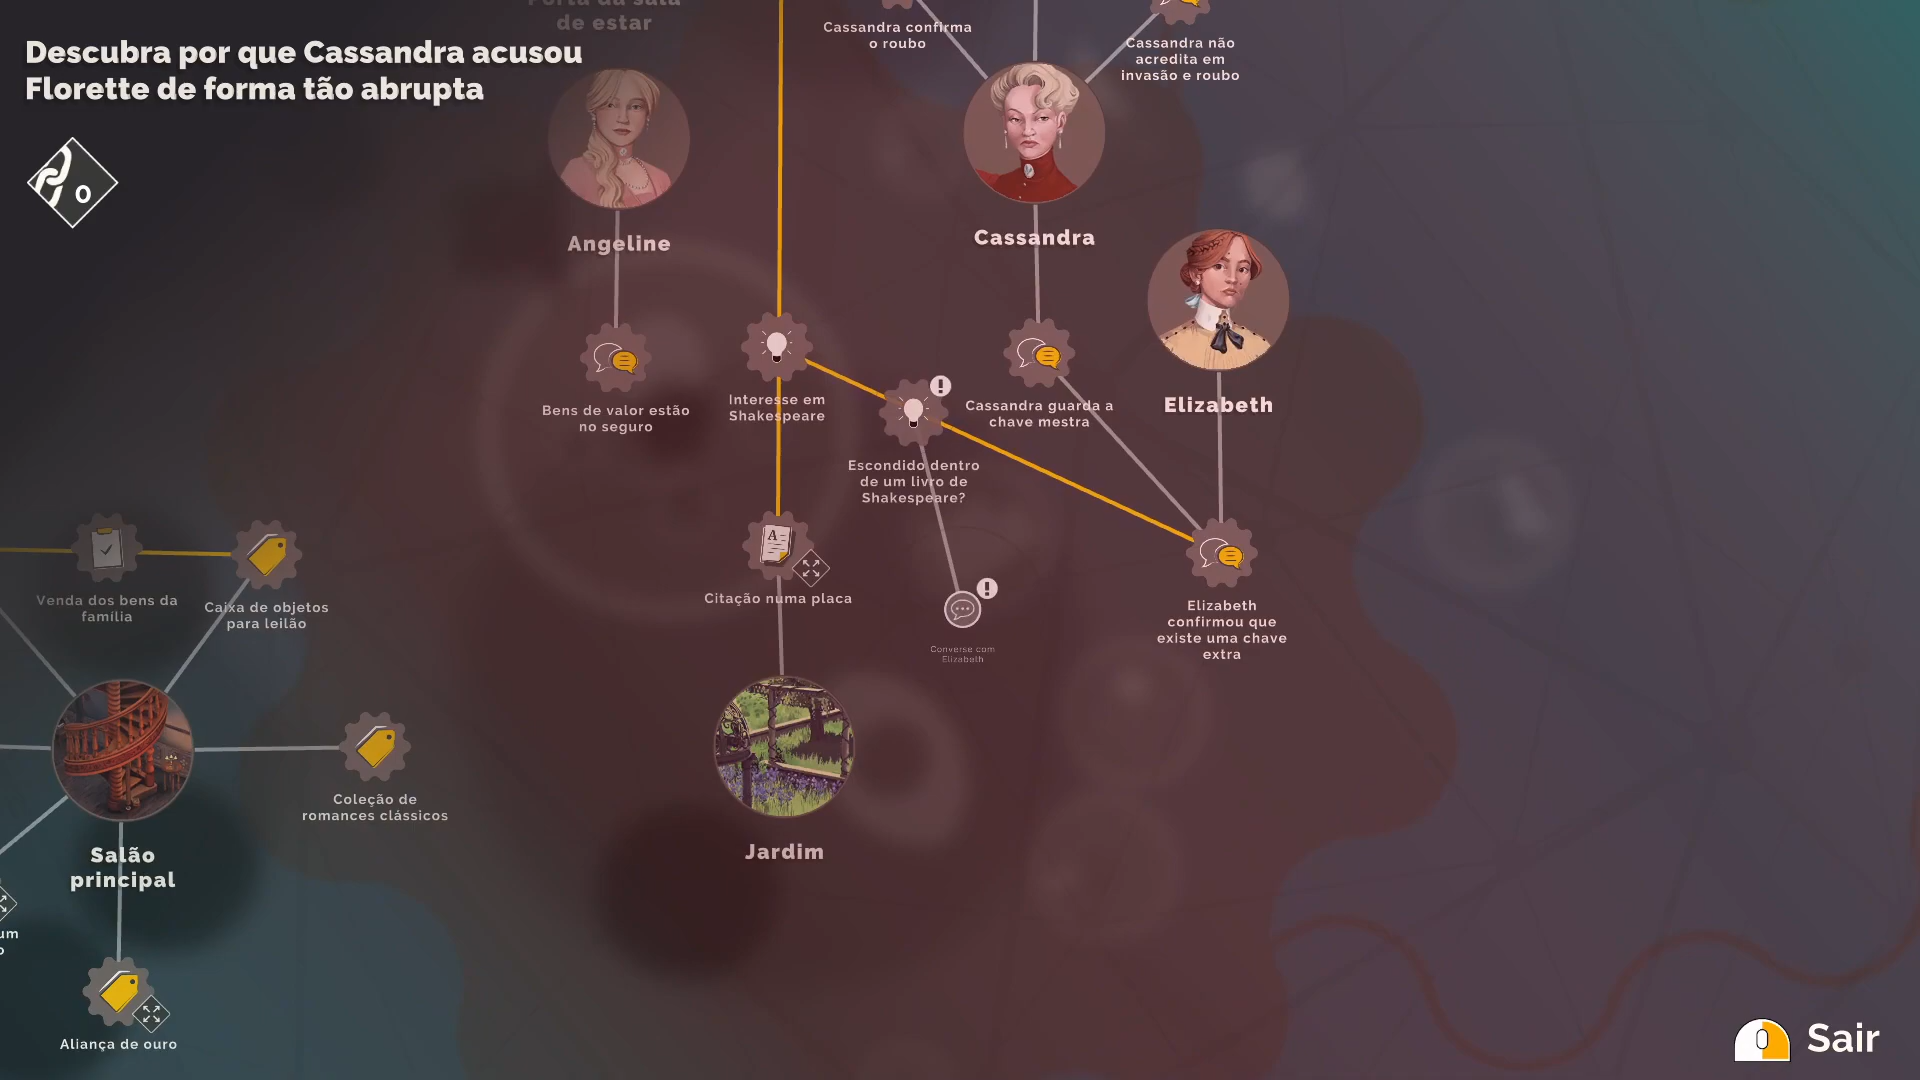 Porta da sala
de estar
Descubra por que Cassandra acusou
Florette de forma tão abrupta
0
Cassandra confirma
o roubo
Cassandra não
acredita em
invasão e roubo
Angeline
Cassandra
Elizabeth
Bens de valor estão
no seguro
Interesse em
Shakespeare
Escondido dentro
de um livro de
Shakespeare?
Cassandra guarda a
chave mestra
Citação numa placa
Converse com
Elizabeth
Elizabeth
confirmou que
existe uma chave
extra
Venda dos bens da
família
Caixa de objetos
para leilão
Coleção de
romances clássicos
Salão
principal
Jardim
um
o
Aliança de ouro
Sair